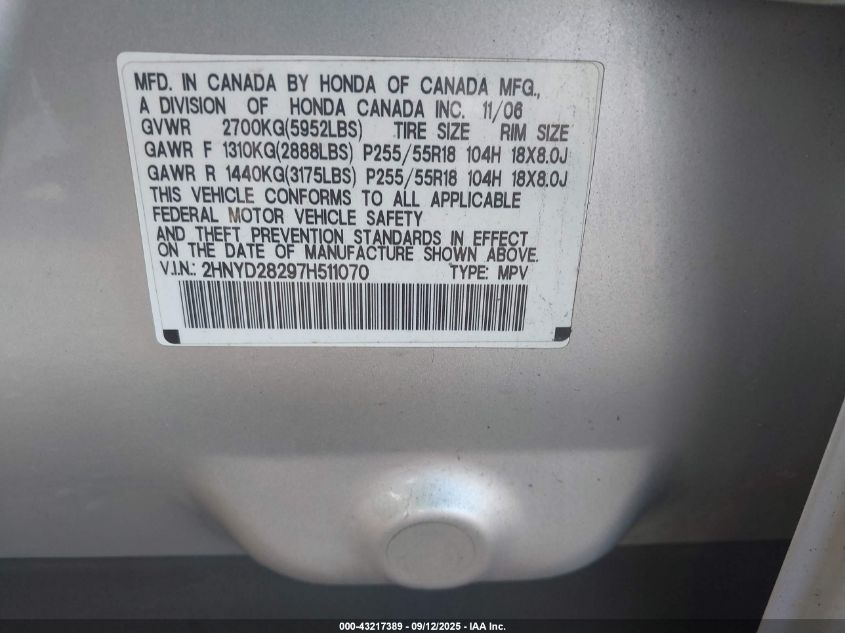 MFD. IN CANADA BY HONDA OF CANADA MFG.,
A DIVISION OF HONDA CANADA INC. 11/06
GVWR 2700KG(5952LBS) TIRE SIZE RIM SIZE
GAWR F 1310KG(2888LBS) P255/55R18 104H 18X8.0J
GAWR R 1440KG(3175LBS) P255/55R18 104H 18X8.0J
THIS VEHICLE CONFORMS TO ALL APPLICABLE
FEDERAL MOTOR VEHICLE SAFETY
AND THEFT PREVENTION STANDARDS IN EFFECT
ON THE DATE OF MANUFACTURE SHOWN ABOVE.
V.I.N.: 2HNYD28297H511070 TYPE: MPV
000-43217389 - 09/12/2025 - IAA Inc.